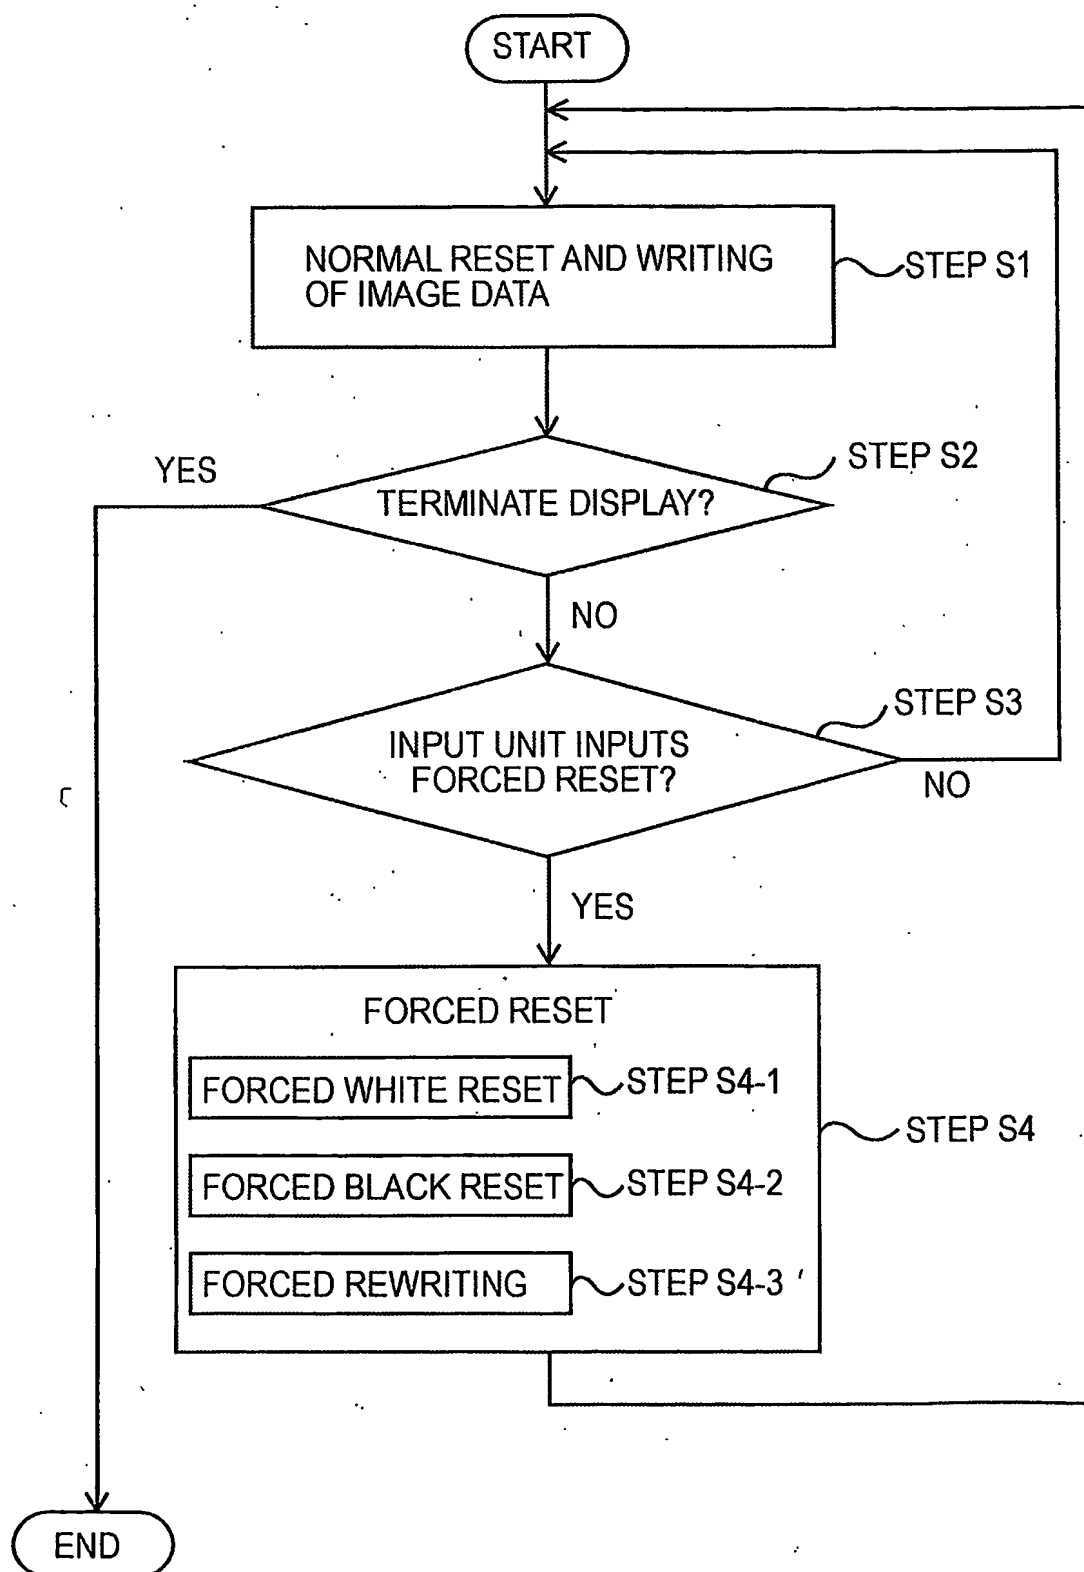 START
NORMAL RESET AND WRITING
OF IMAGE DATA
STEP S1
YES
STEP S2
TERMINATE DISPLAY?
NO
STEP S3
INPUT UNIT INPUTS
FORCED RESET?
NO
YES
FORCED RESET
FORCED WHITE RESET
STEP S4-1
STEP S4
FORCED BLACK RESET
STEP S4-2
FORCED REWRITING
STEP S4-3
END